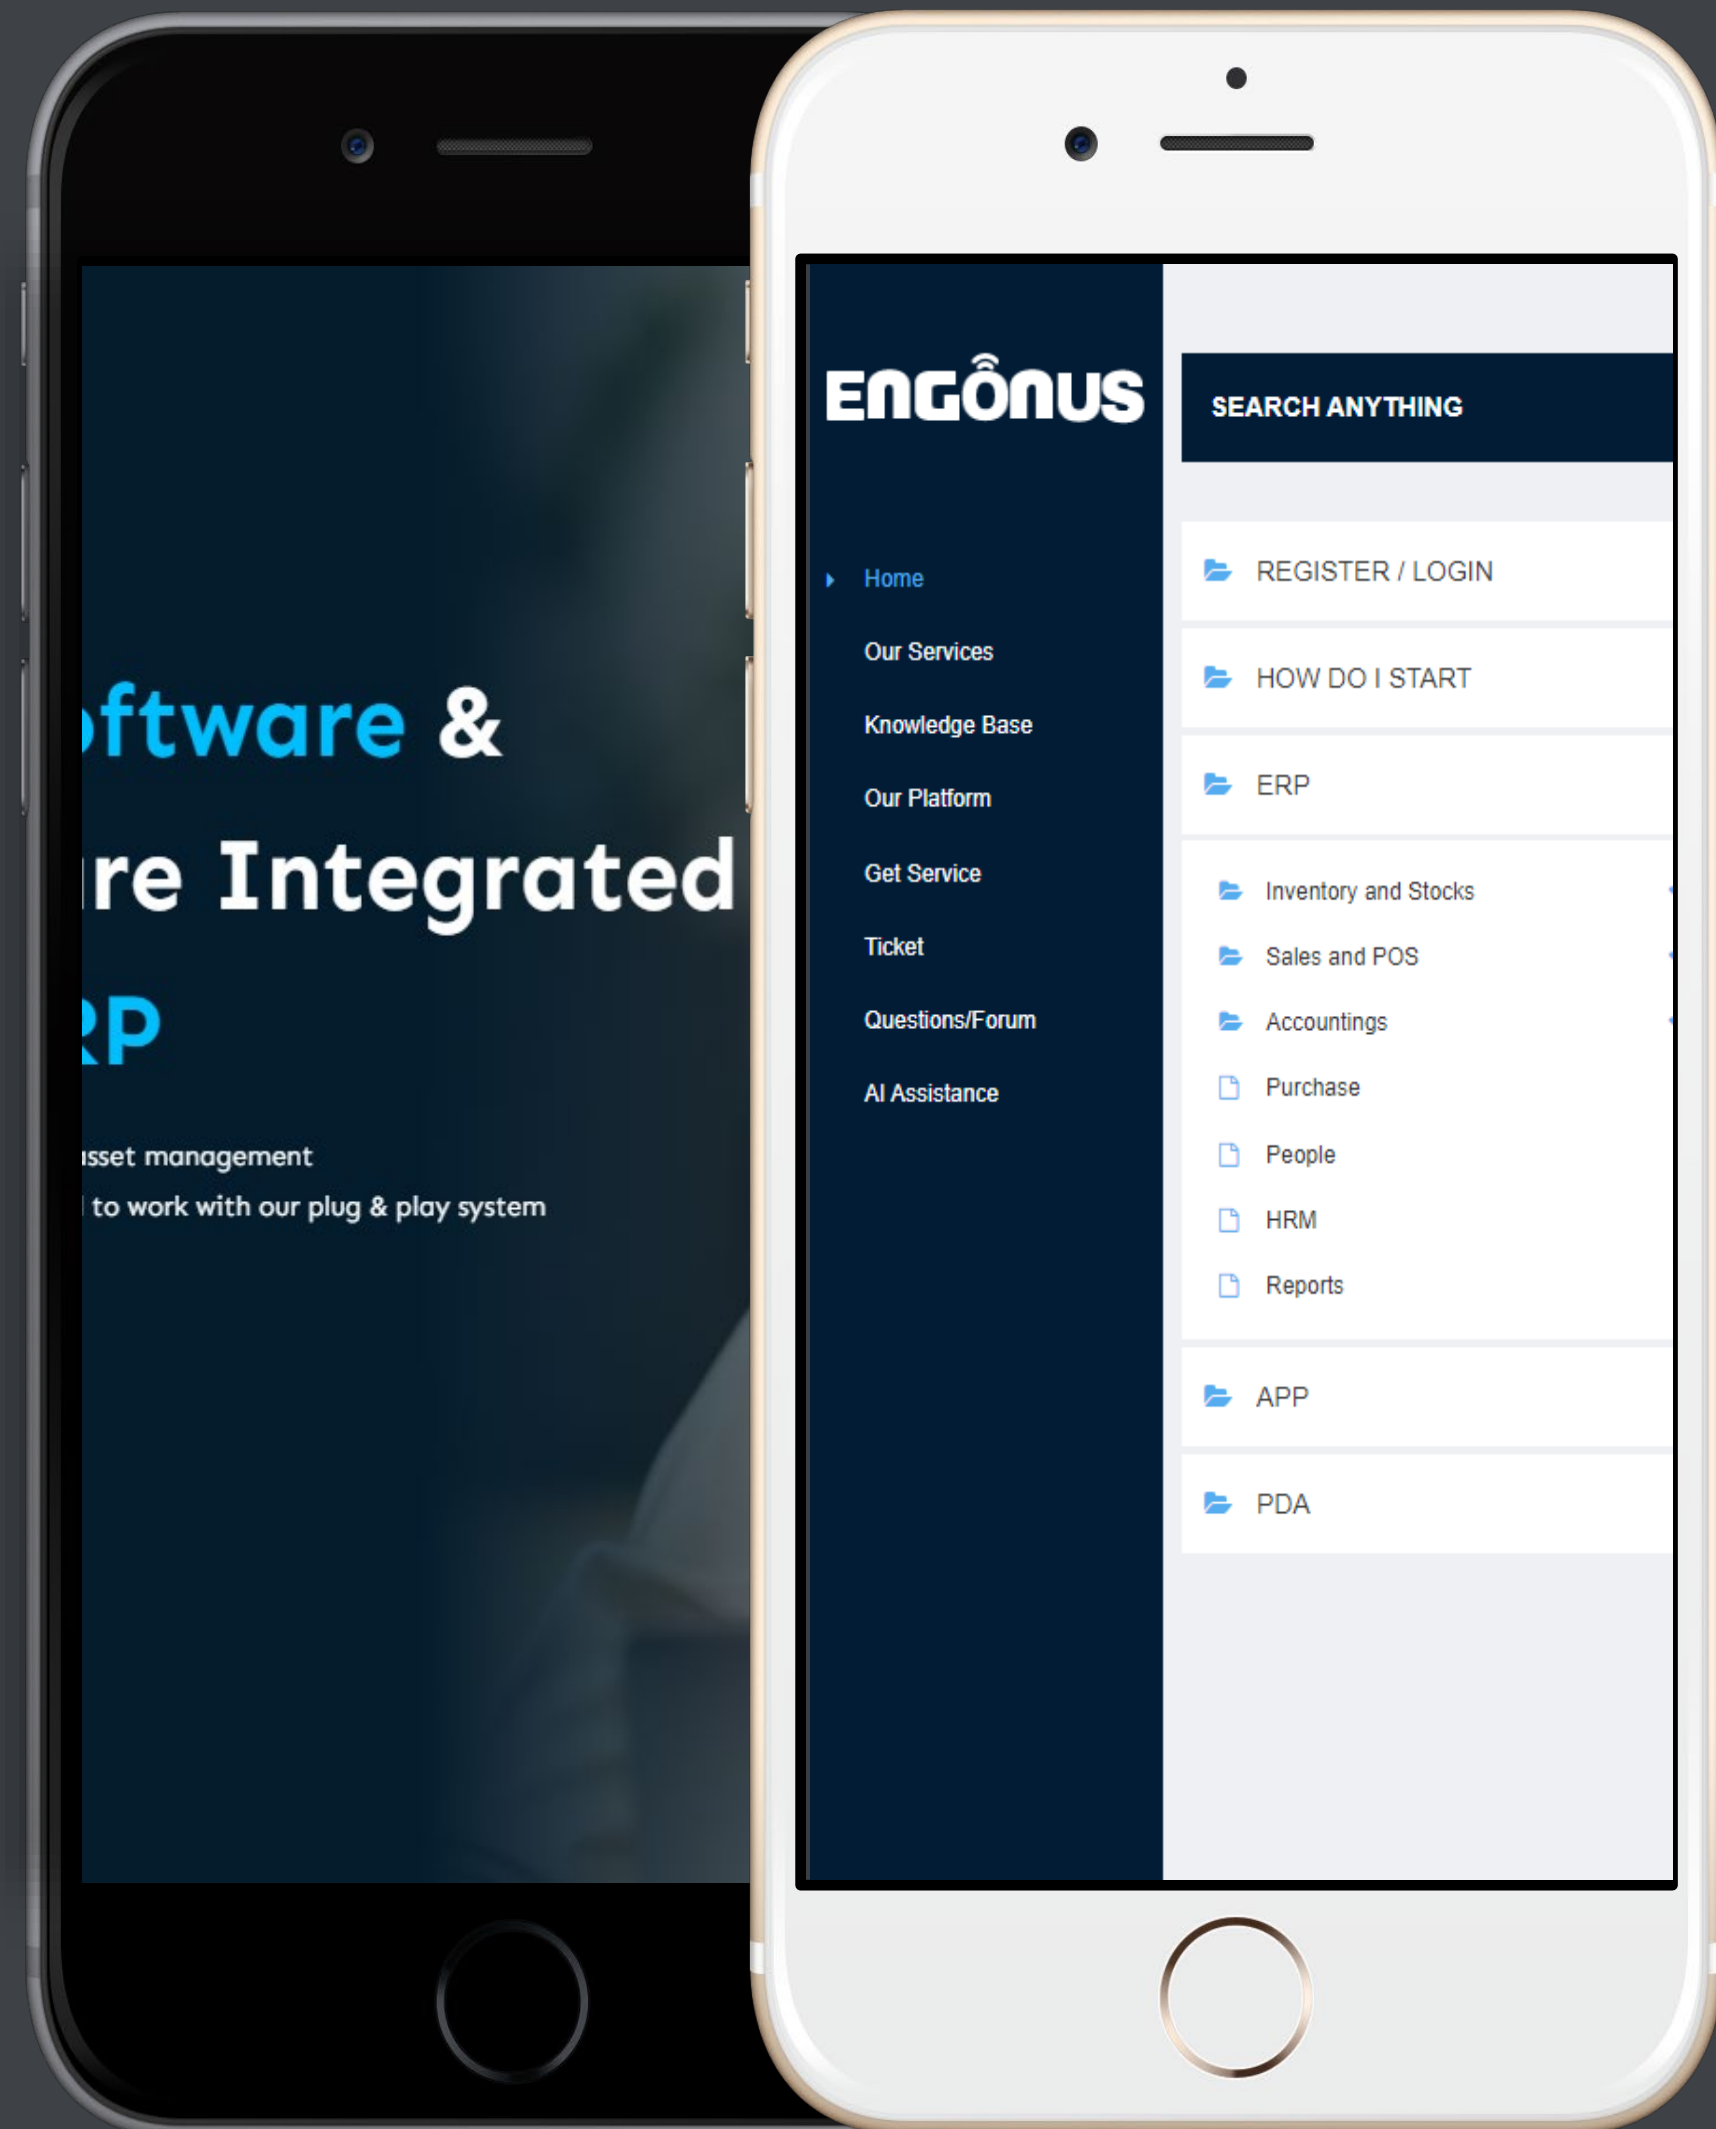 ftware &
re Integrated
P
asset management
to work with our plug & play system
ENGÔNUS
Home
Our Services
Knowledge Base
Our Platform
Get Service
Ticket
Questions/Forum
AI Assistance
SEARCH ANYTHING
REGISTER / LOGIN
HOW DO I START
ERP
Inventory and Stocks
Sales and POS
Accountings
Purchase
People
HRM
Reports
APP
PDA